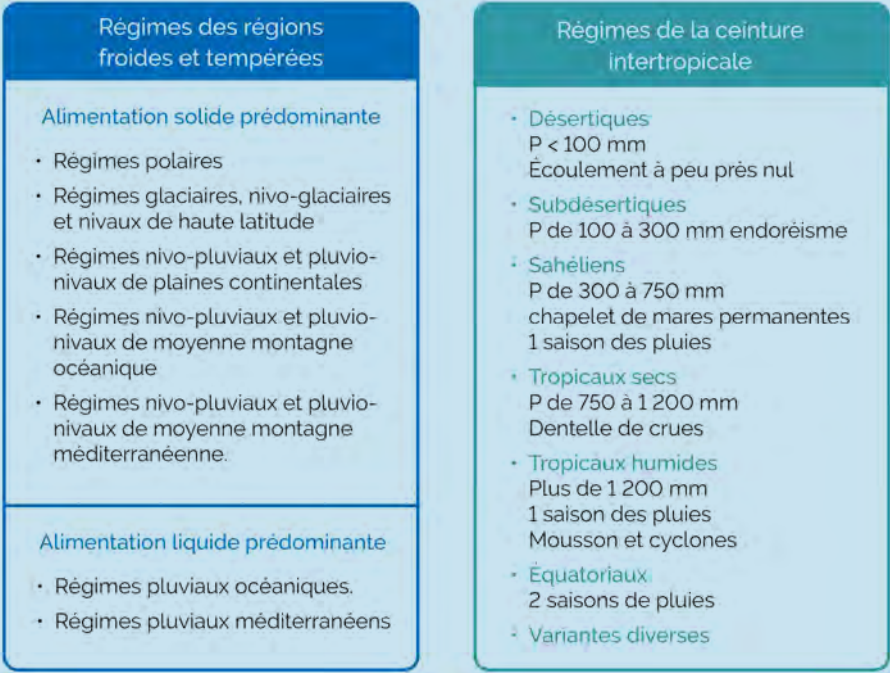 Régimes des régions
froides et tempérées
Alimentation solide prédominante
• Régimes polaires
• Régimes glaciaires, nivo-glaciaires
et nivaux de haute latitude
• Régimes nivo-pluviaux et pluvio-
nivaux de plaines continentales
• Régimes nivo-pluviaux et pluvio-
nivaux de moyenne montagne
océanique
• Régimes nivo-pluviaux et pluvio-
nivaux de moyenne montagne
méditerranéenne.
Alimentation liquide prédominante
• Régimes pluviaux océaniques.
• Régimes pluviaux méditerranéens
Régimes de la ceinture
intertropicale
• Désertiques
P < 100 mm
Écoulement à peu près nul
• Subdésertiques
P de 100 à 300 mm endoréisme
• Sahéliens
P de 300 à 750 mm
chapelet de mares permanentes
1 saison des pluies
• Tropicaux secs
P de 750 à 1 200 mm
Dentelle de crues
• Tropicaux humides
Plus de 1 200 mm
1 saison des pluies
Mousson et cyclones
• Équatoriaux
2 saisons de pluies
• Variantes diverses